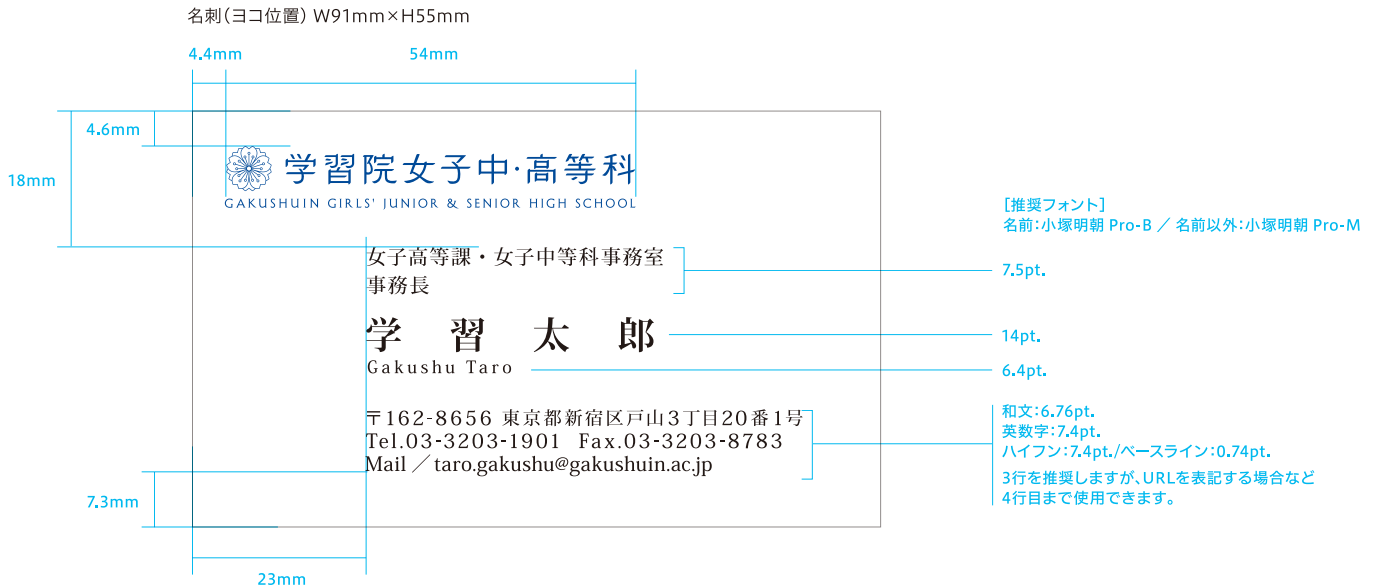 名刺(ヨコ位置) W91mm×H55mm
4.4mm
54mm
4.6mm
18mm
学習院女子中・高等科
GAKUSHUIN GIRLS' JUNIOR & SENIOR HIGH SCHOOL
[推奨フォント]
名前:小塚明朝 Pro-B / 名前以外:小塚明朝 Pro-M
女子高等課・女子中等科事務室
事務長
7.5pt.
学 習 太 郎
14pt.
Gakushu Taro
6.4pt.
〒162-8656 東京都新宿区戸山3丁目20番1号
Tel.03-3203-1901 Fax.03-3203-8783
Mail / taro.gakushu@gakushuin.ac.jp
和文:6.76pt.
英数字:7.4pt.
ハイフン:7.4pt./ベースライン:0.74pt.
3行を推奨しますが、URLを表記する場合など
4行目まで使用できます。
7.3mm
23mm